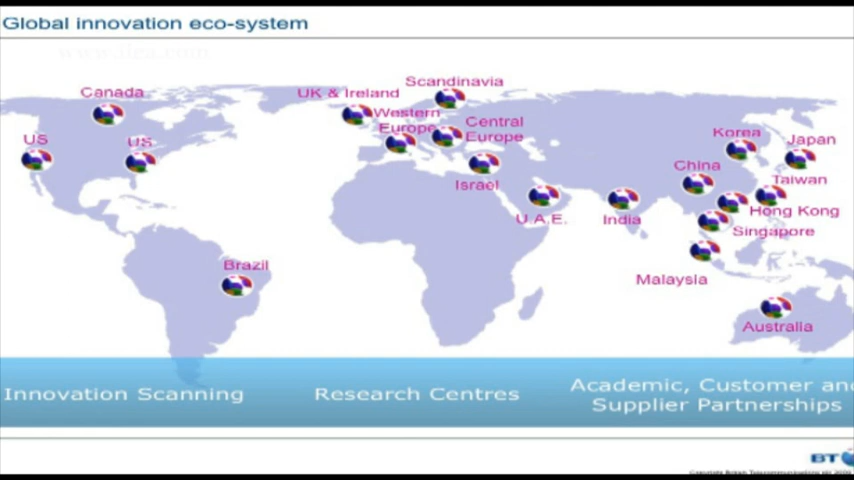 Global innovation eco-system
Canada
UK & Ireland
Scandinavia
US
US
Western
Europe
Central
Europe
Korea
Japan
Israel
China
Taiwan
U.A.E.
India
Hong Kong
Singapore
Brazil
Malaysia
Australia
Innovation Scanning
Research Centres
Academic, Customer and
Supplier Partnerships
BT